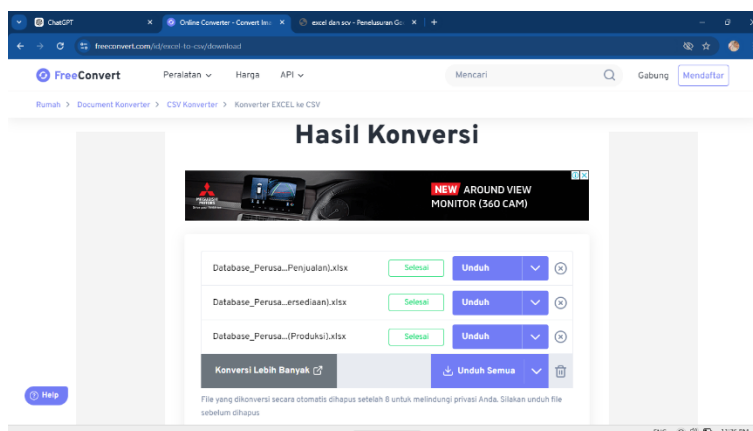 ChatGPT
Online Converter - Convert Ima
excel dan scv - Penelusuran Go
freeconvert.com/id/excel-to-csv/download
FreeConvert
Peralatan
Harga
API
Mencari
Gabung
Mendaftar
Rumah > Document Konverter > CSV Konverter > Konverter EXCEL ke CSV
Hasil Konversi
MITSUBISHI MOTORS
NEW AROUND VIEW
MONITOR (360 CAM)
Database_Perusa...Penjualan).xlsx
Selesai
Unduh
Database_Perusa...ersediaan).xlsx
Selesai
Unduh
Database_Perusa...(Produksi).xlsx
Selesai
Unduh
Konversi Lebih Banyak
Unduh Semua
Help
File yang dikonversi secara otomatis dihapus setelah 8 untuk melindungi privasi Anda. Silakan unduh file
sebelum dihapus